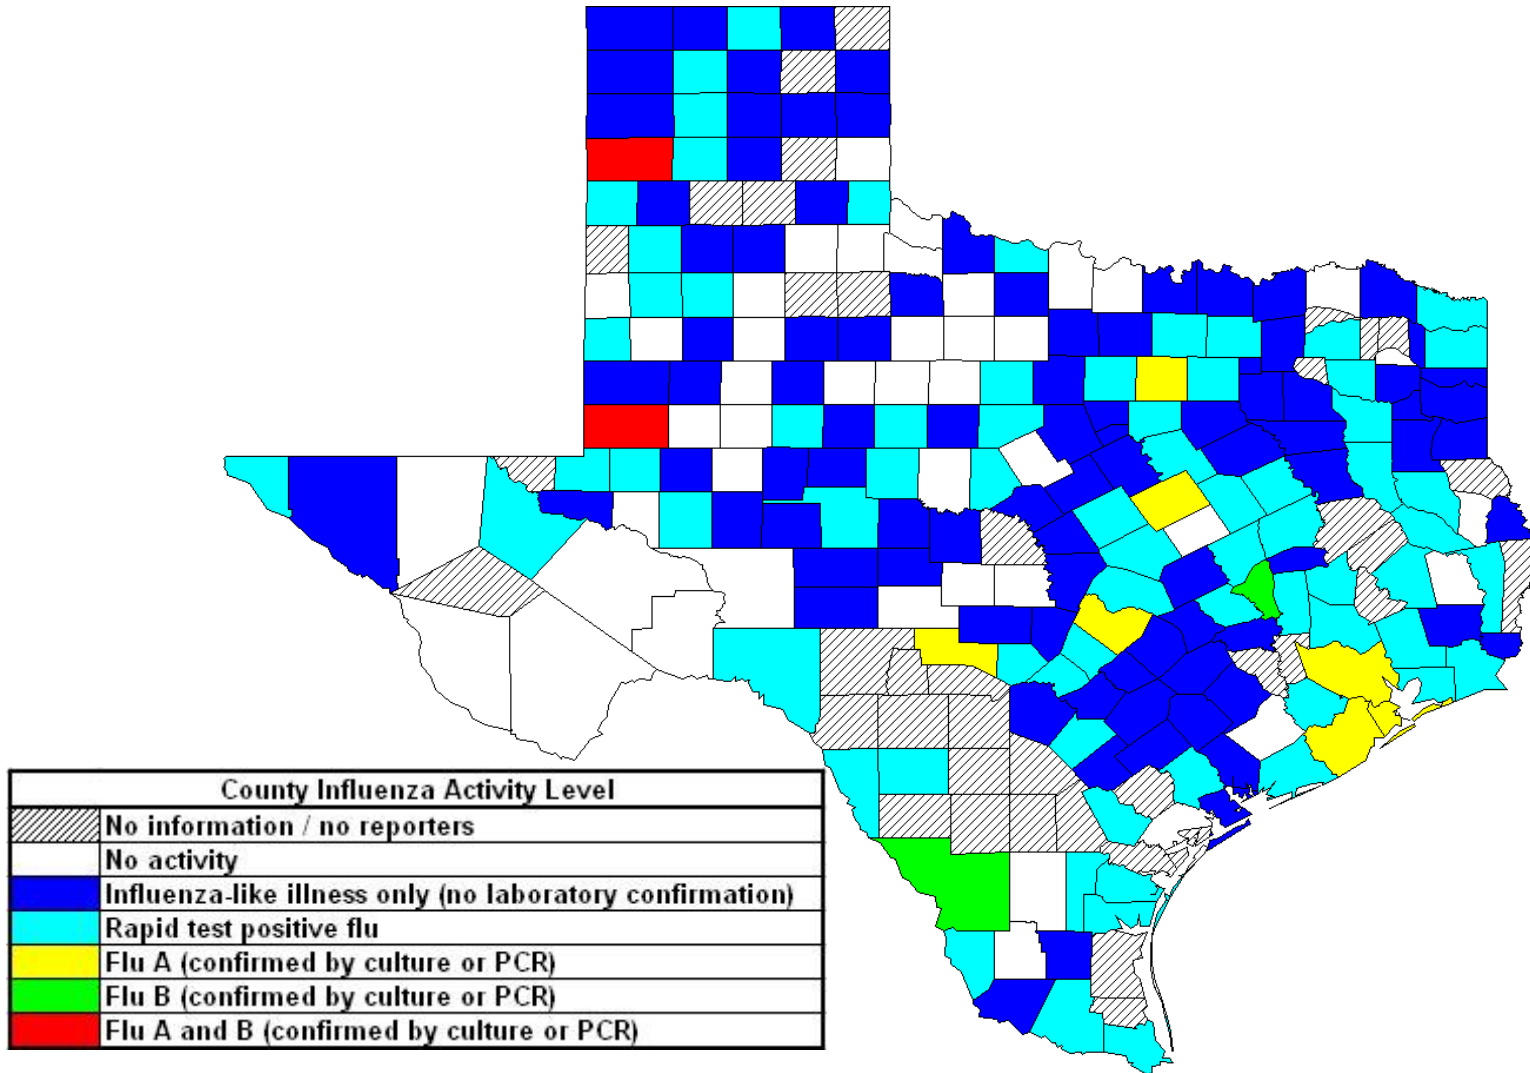 County Influenza Activity Level
No information / no reporters
No activity
Influenza-like illness only (no laboratory confirmation)
Rapid test positive flu
Flu A (confirmed by culture or PCR)
Flu B (confirmed by culture or PCR)
Flu A and B (confirmed by culture or PCR)